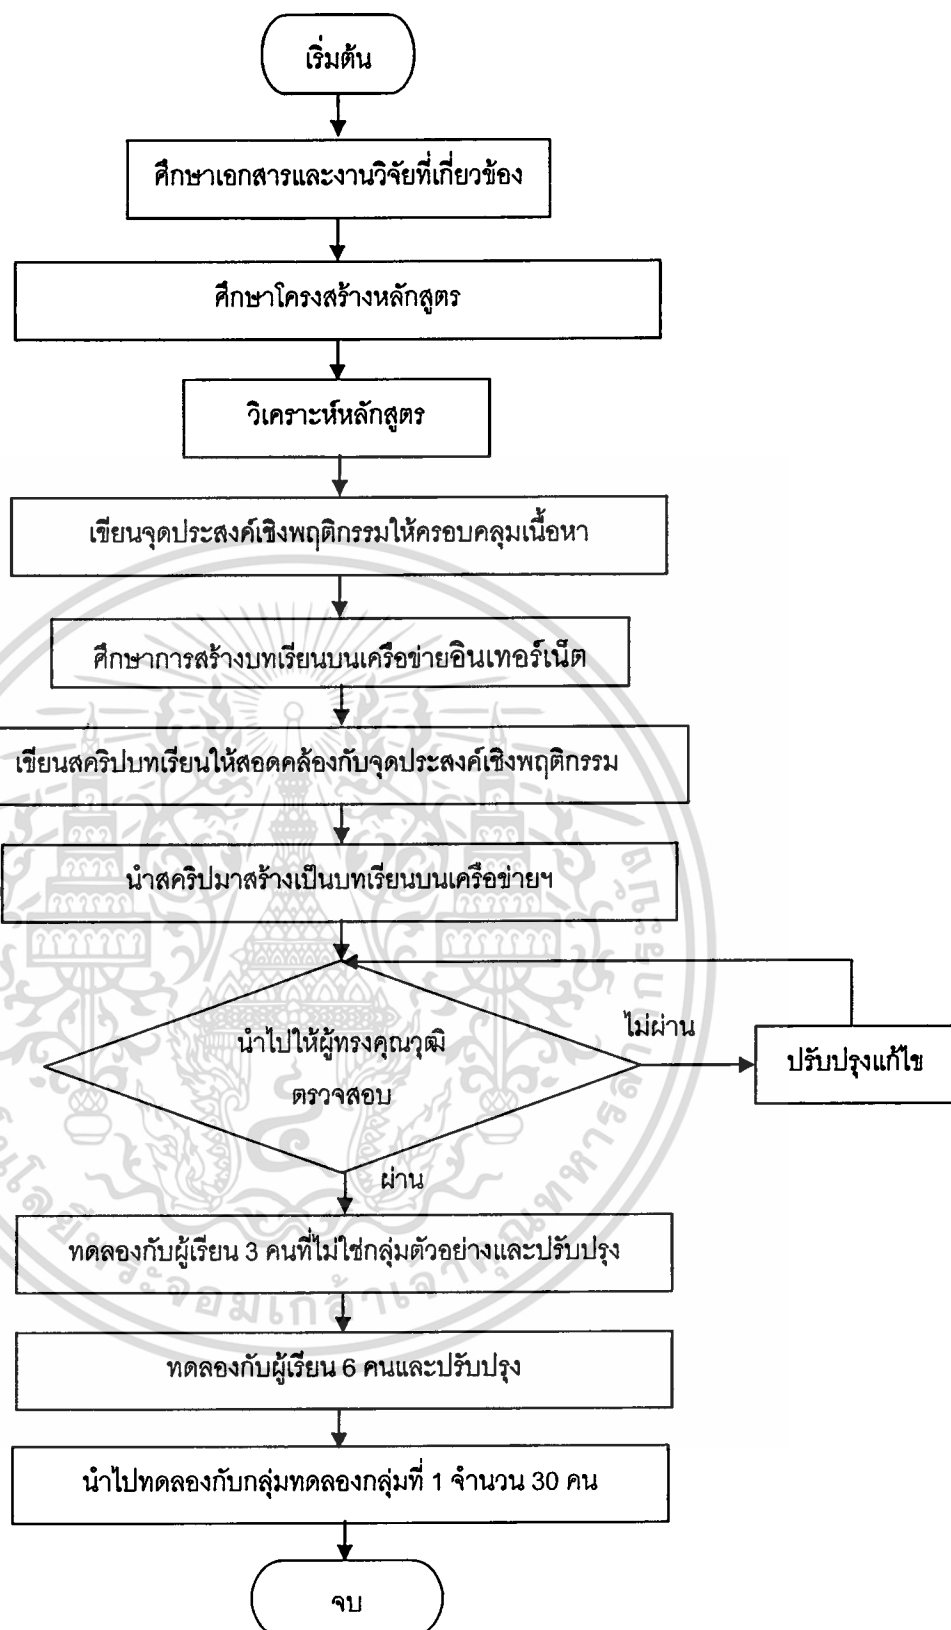 เริ่มต้น
ศึกษาเอกสารและงานวิจัยที่เกี่ยวข้อง
ศึกษาโครงสร้างหลักสูตร
วิเคราะห์หลักสูตร
เขียนจุดประสงค์เชิงพฤติกรรมให้ครอบคลุมเนื้อหา
ศึกษาการสร้างบทเรียนบนเครือข่ายอินเทอร์เน็ต
เขียนสคริปบทเรียนให้สอดคล้องกับจุดประสงค์เชิงพฤติกรรม
นำสคริปมาสร้างเป็นบทเรียนบนเครือข่ายฯ
นำไปให้ผู้ทรงคุณวุฒิ
ตรวจสอบ
ไม่ผ่าน
ปรับปรุงแก้ไข
ผ่าน
ทดลองกับผู้เรียน 3 คนที่ไม่ใช่กลุ่มตัวอย่างและปรับปรุง
ทดลองกับผู้เรียน 6 คนและปรับปรุง
นำไปทดลองกับกลุ่มทดลองกลุ่มที่ 1 จำนวน 30 คน
จบ